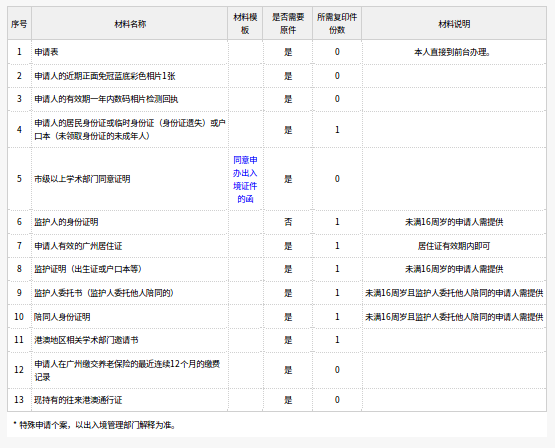 序号 材料名称 材料模板 是否需要原件 所需复印件份数 材料说明
1 申请表 是 0 本人直接到前台办理。
2 申请人的近期正面免冠蓝底彩色相片1张 是 0
3 申请人的有效期一年内数码相片检测回执 是 0
4 申请人的居民身份证或临时身份证（身份证遗失）或户
口本（未领取身份证的未成年人） 是 1
5 市级以上学术部门同意证明 同意申
办出入
境证件
的函 是 0
6 监护人的身份证明 否 1 未满16周岁的申请人需提供
7 申请人有效的广州居住证 是 1 居住证有效期内即可
8 监护证明（出生证或户口本等） 是 1 未满16周岁的申请人需提供
9 监护人委托书（监护人委托他人陪同的） 是 1 未满16周岁且监护人委托他人陪同的申请人需提供
10 陪同人身份证明 是 1 未满16周岁且监护人委托他人陪同的申请人需提供
11 港澳地区相关学术部门邀请书 是 1
12 申请人在广州缴交养老保险的最近连续12个月的缴费
记录 是 0
13 现持有的往来港澳通行证 是 0
* 特殊申请个案，以出入境管理部门解释为准。